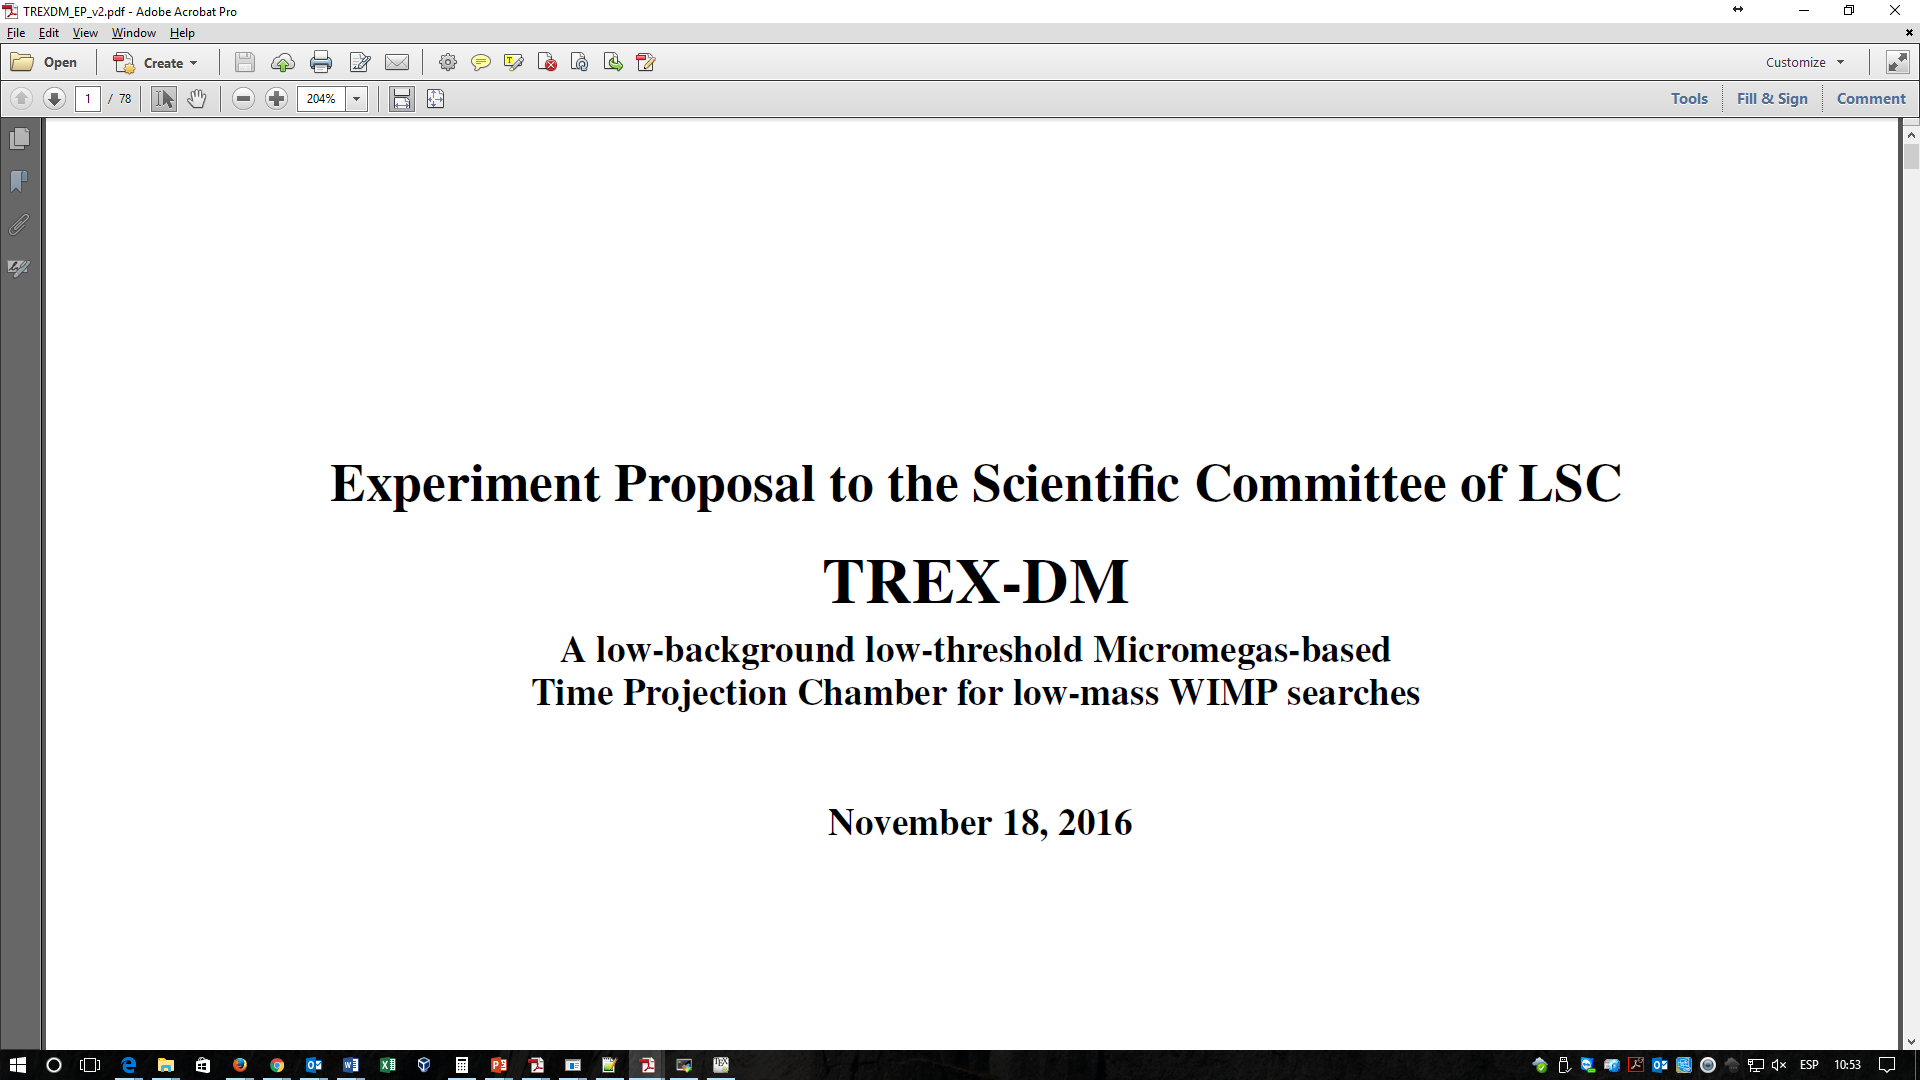 TREXDM_EP_v2.pdf - Adobe Acrobat Pro
File Edit View Window Help
Open Create Customize
1 / 78 204% Tools Fill & Sign Comment
Experiment Proposal to the Scientific Committee of LSC
TREX-DM
A low-background low-threshold Micromegas-based
Time Projection Chamber for low-mass WIMP searches
November 18, 2016
ESP 10:53